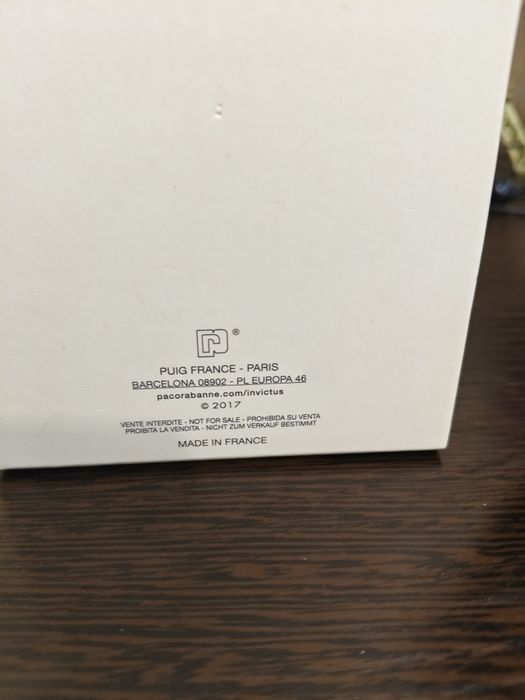 ®
PUIG FRANCE - PARIS
BARCELONA 08902 - PL EUROPA 46
pacorabanne.com/invictus
© 2017
VENTE INTERDITE - NOT FOR SALE - PROHIBIDA SU VENTA
PROIBITA LA VENDITA - NICHT ZUM VERKAUF BESTIMMT
MADE IN FRANCE